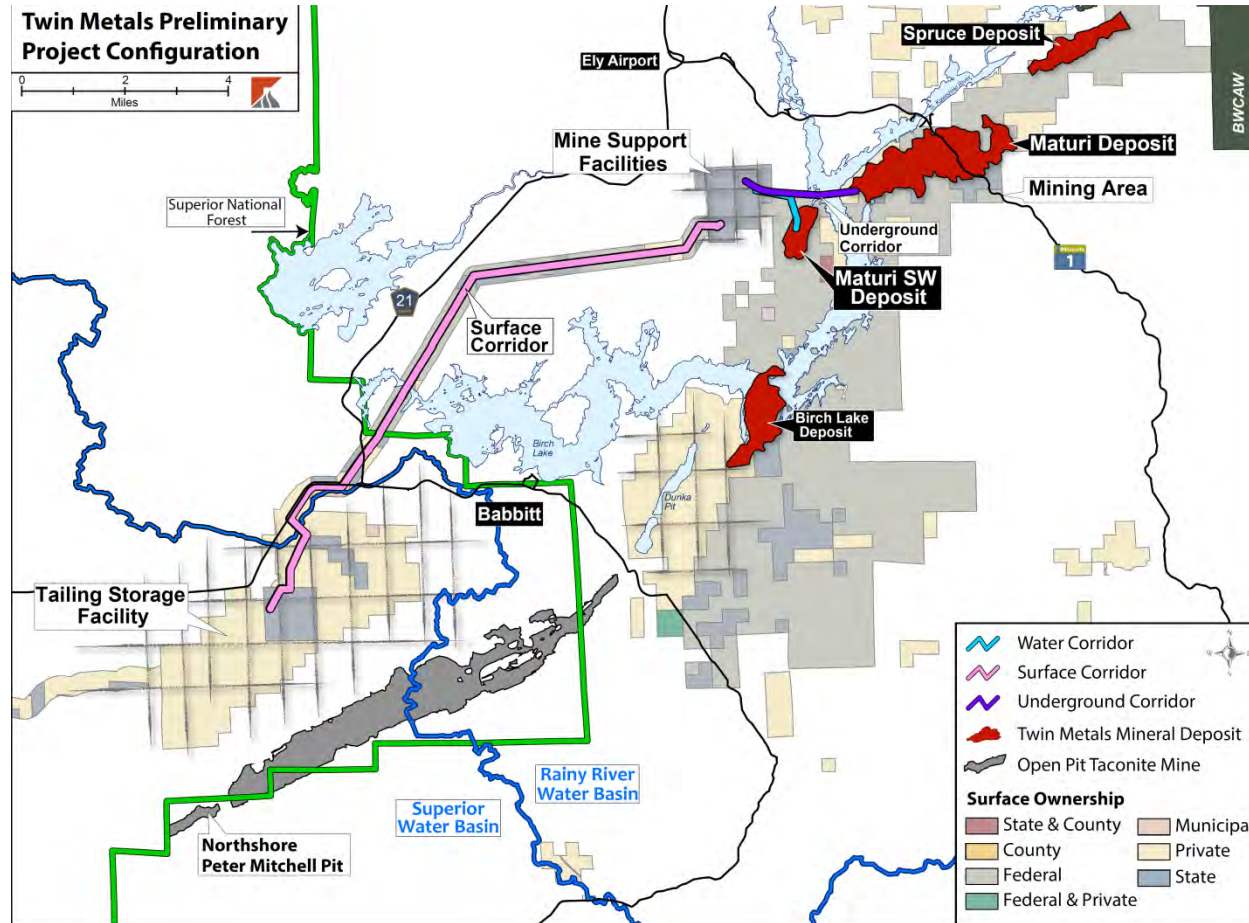 Twin Metals Preliminary
Project Configuration
0 2 4
Miles
Ely Airport
Spruce Deposit
BWCAW
Kawishiwi River
Mine Support
Facilities
Maturi Deposit
Mining Area
Superior National
Forest
Underground
Corridor
1
Maturi SW
Deposit
21
Surface
Corridor
Birch Lake
Deposit
Birch
Lake
Dunka
Pit
Babbitt
Tailing Storage
Facility
Rainy River
Water Basin
Superior
Water Basin
Northshore
Peter Mitchell Pit
Water Corridor
Surface Corridor
Underground Corridor
Twin Metals Mineral Deposit
Open Pit Taconite Mine
Surface Ownership
State & County
Municipa
County
Private
Federal
State
Federal & Private